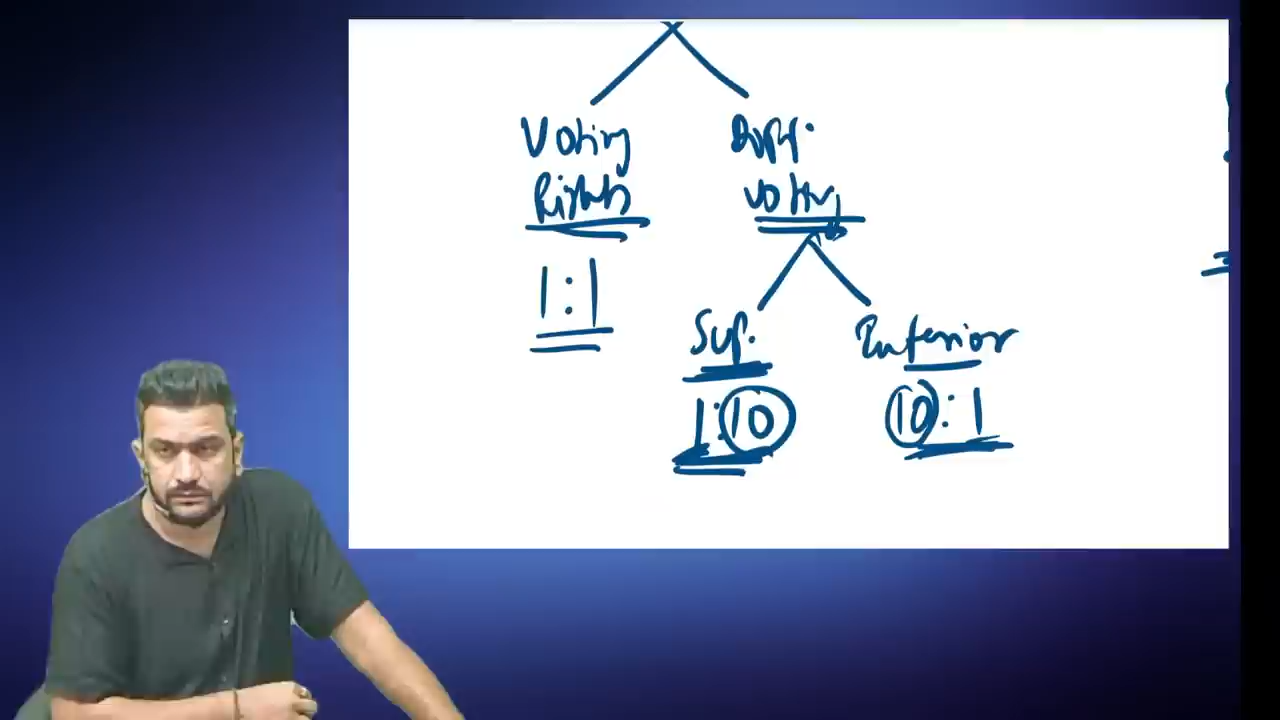 Voting
Rights
1:1
Diff.
voting
Sup.
1:10
Inferior
10:1